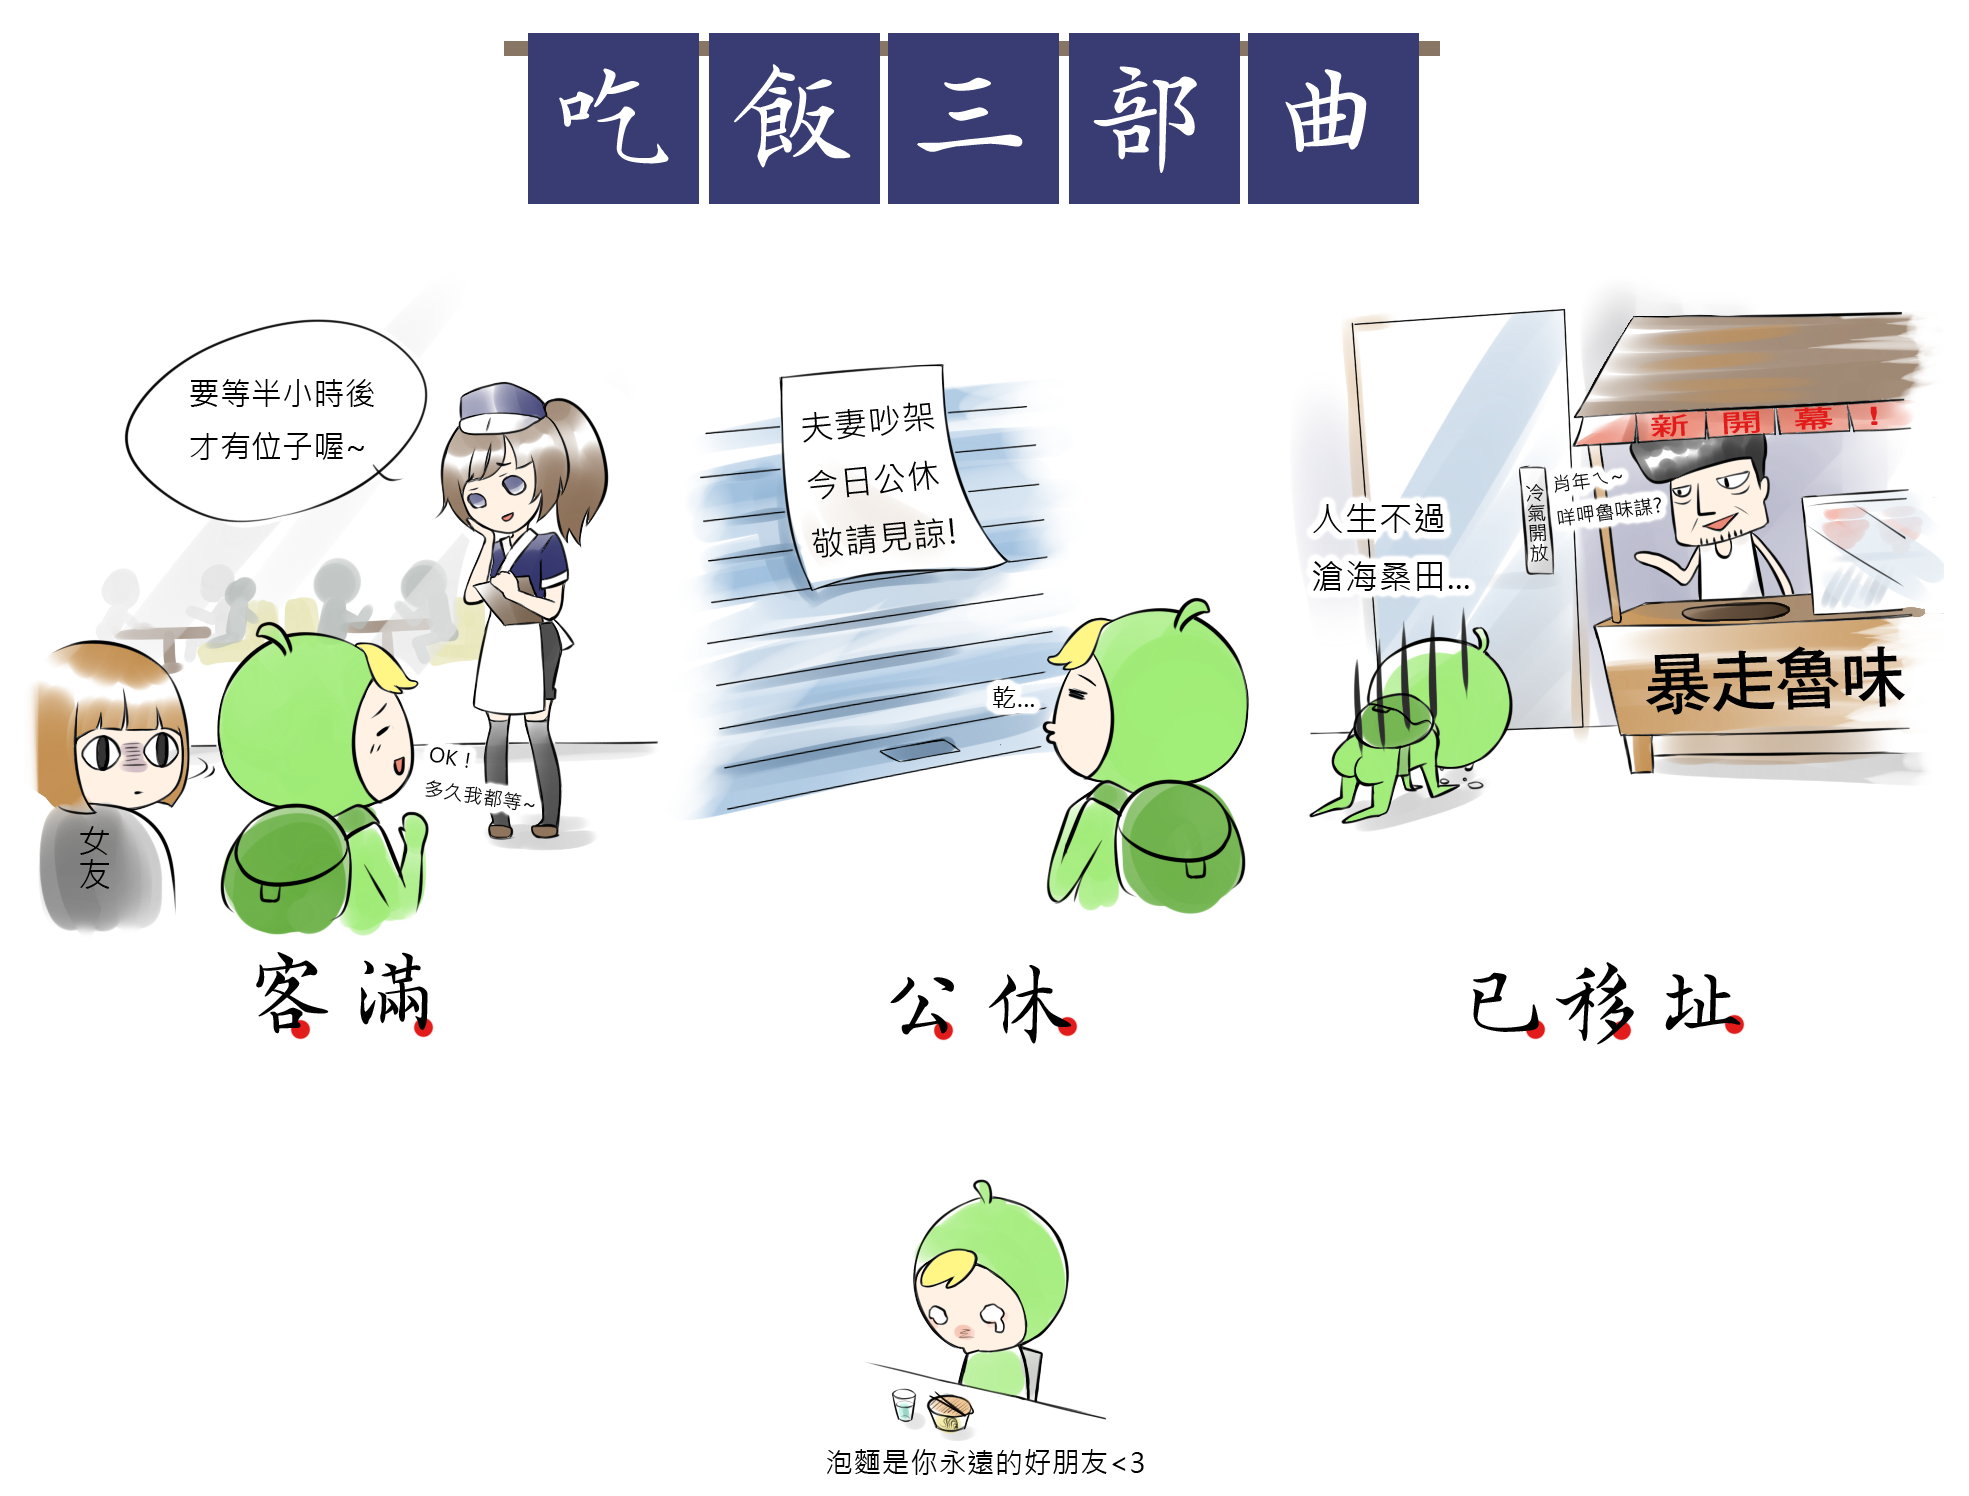 吃飯三部曲
要等半小時後
才有位子喔~
OK！
多久我都等~
女友
客滿
夫妻吵架
今日公休
敬請見諒!
乾...
公休
新開幕！
冷氣開放
肖年ㄟ~
咩呷魯味謀?
人生不過
滄海桑田...
暴走魯味
已移址
泡麵是你永遠的好朋友<3